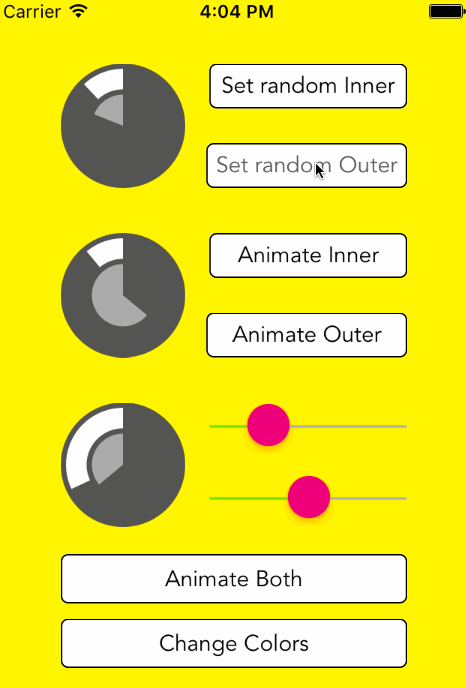 Carrier 4:04 PM
Set random Inner
Set random Outer
Animate Inner
Animate Outer
Animate Both
Change Colors